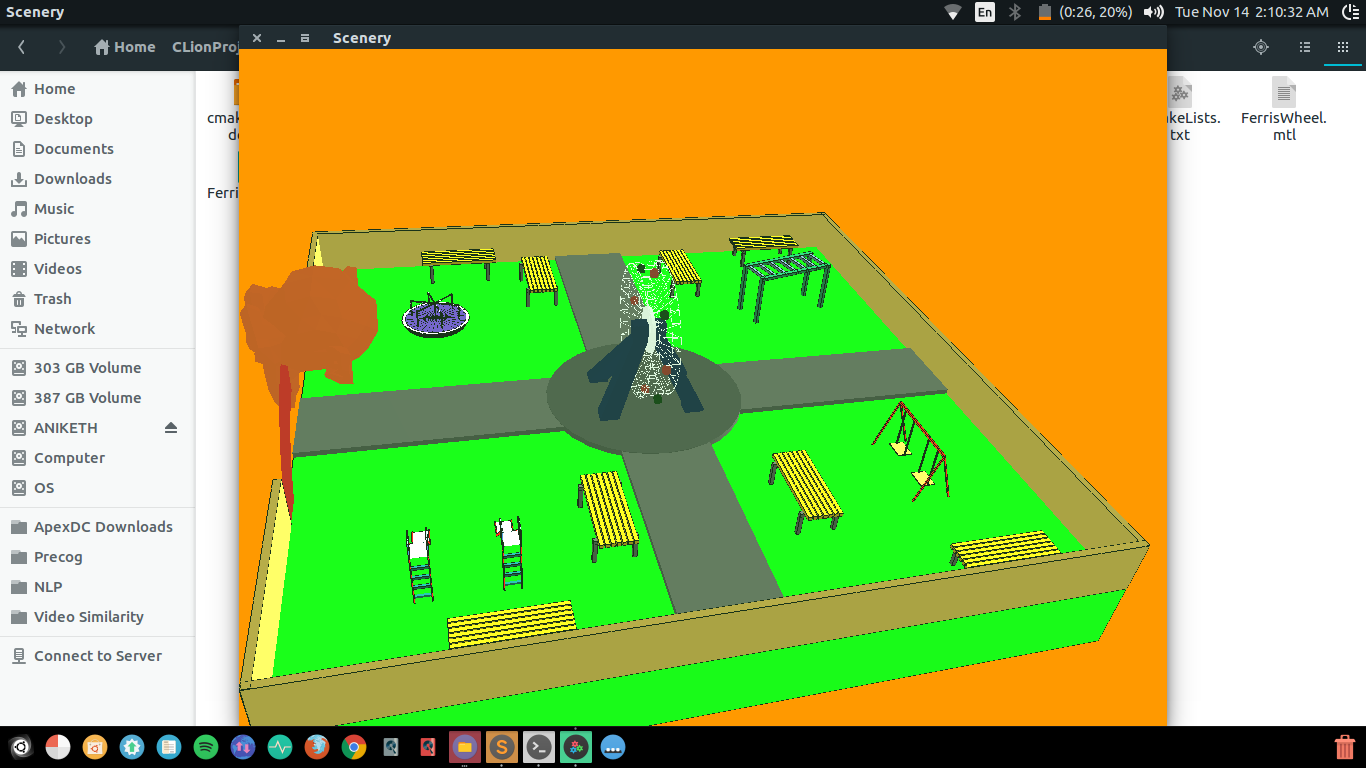 Scenery
En
(0:26, 20%)
Tue Nov 14 2:10:32 AM
Home
CLionProj
Scenery
Home
Desktop
Documents
Downloads
Music
Pictures
Videos
Trash
Network
303 GB Volume
387 GB Volume
ANIKETH
Computer
OS
ApexDC Downloads
Precog
NLP
Video Similarity
Connect to Server
cmak
de
Ferri
keLists.
txt
FerrisWheel.
mtl